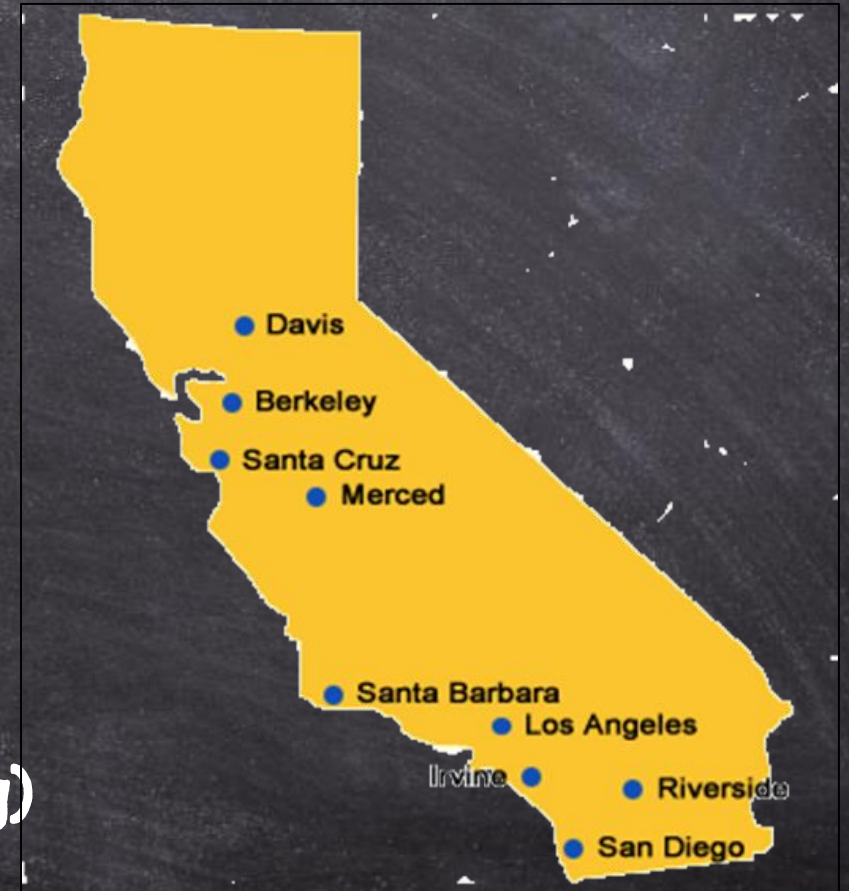 Davis
Berkeley
Santa Cruz
Merced
Santa Barbara
Los Angeles
Irvine
Riverside
San Diego